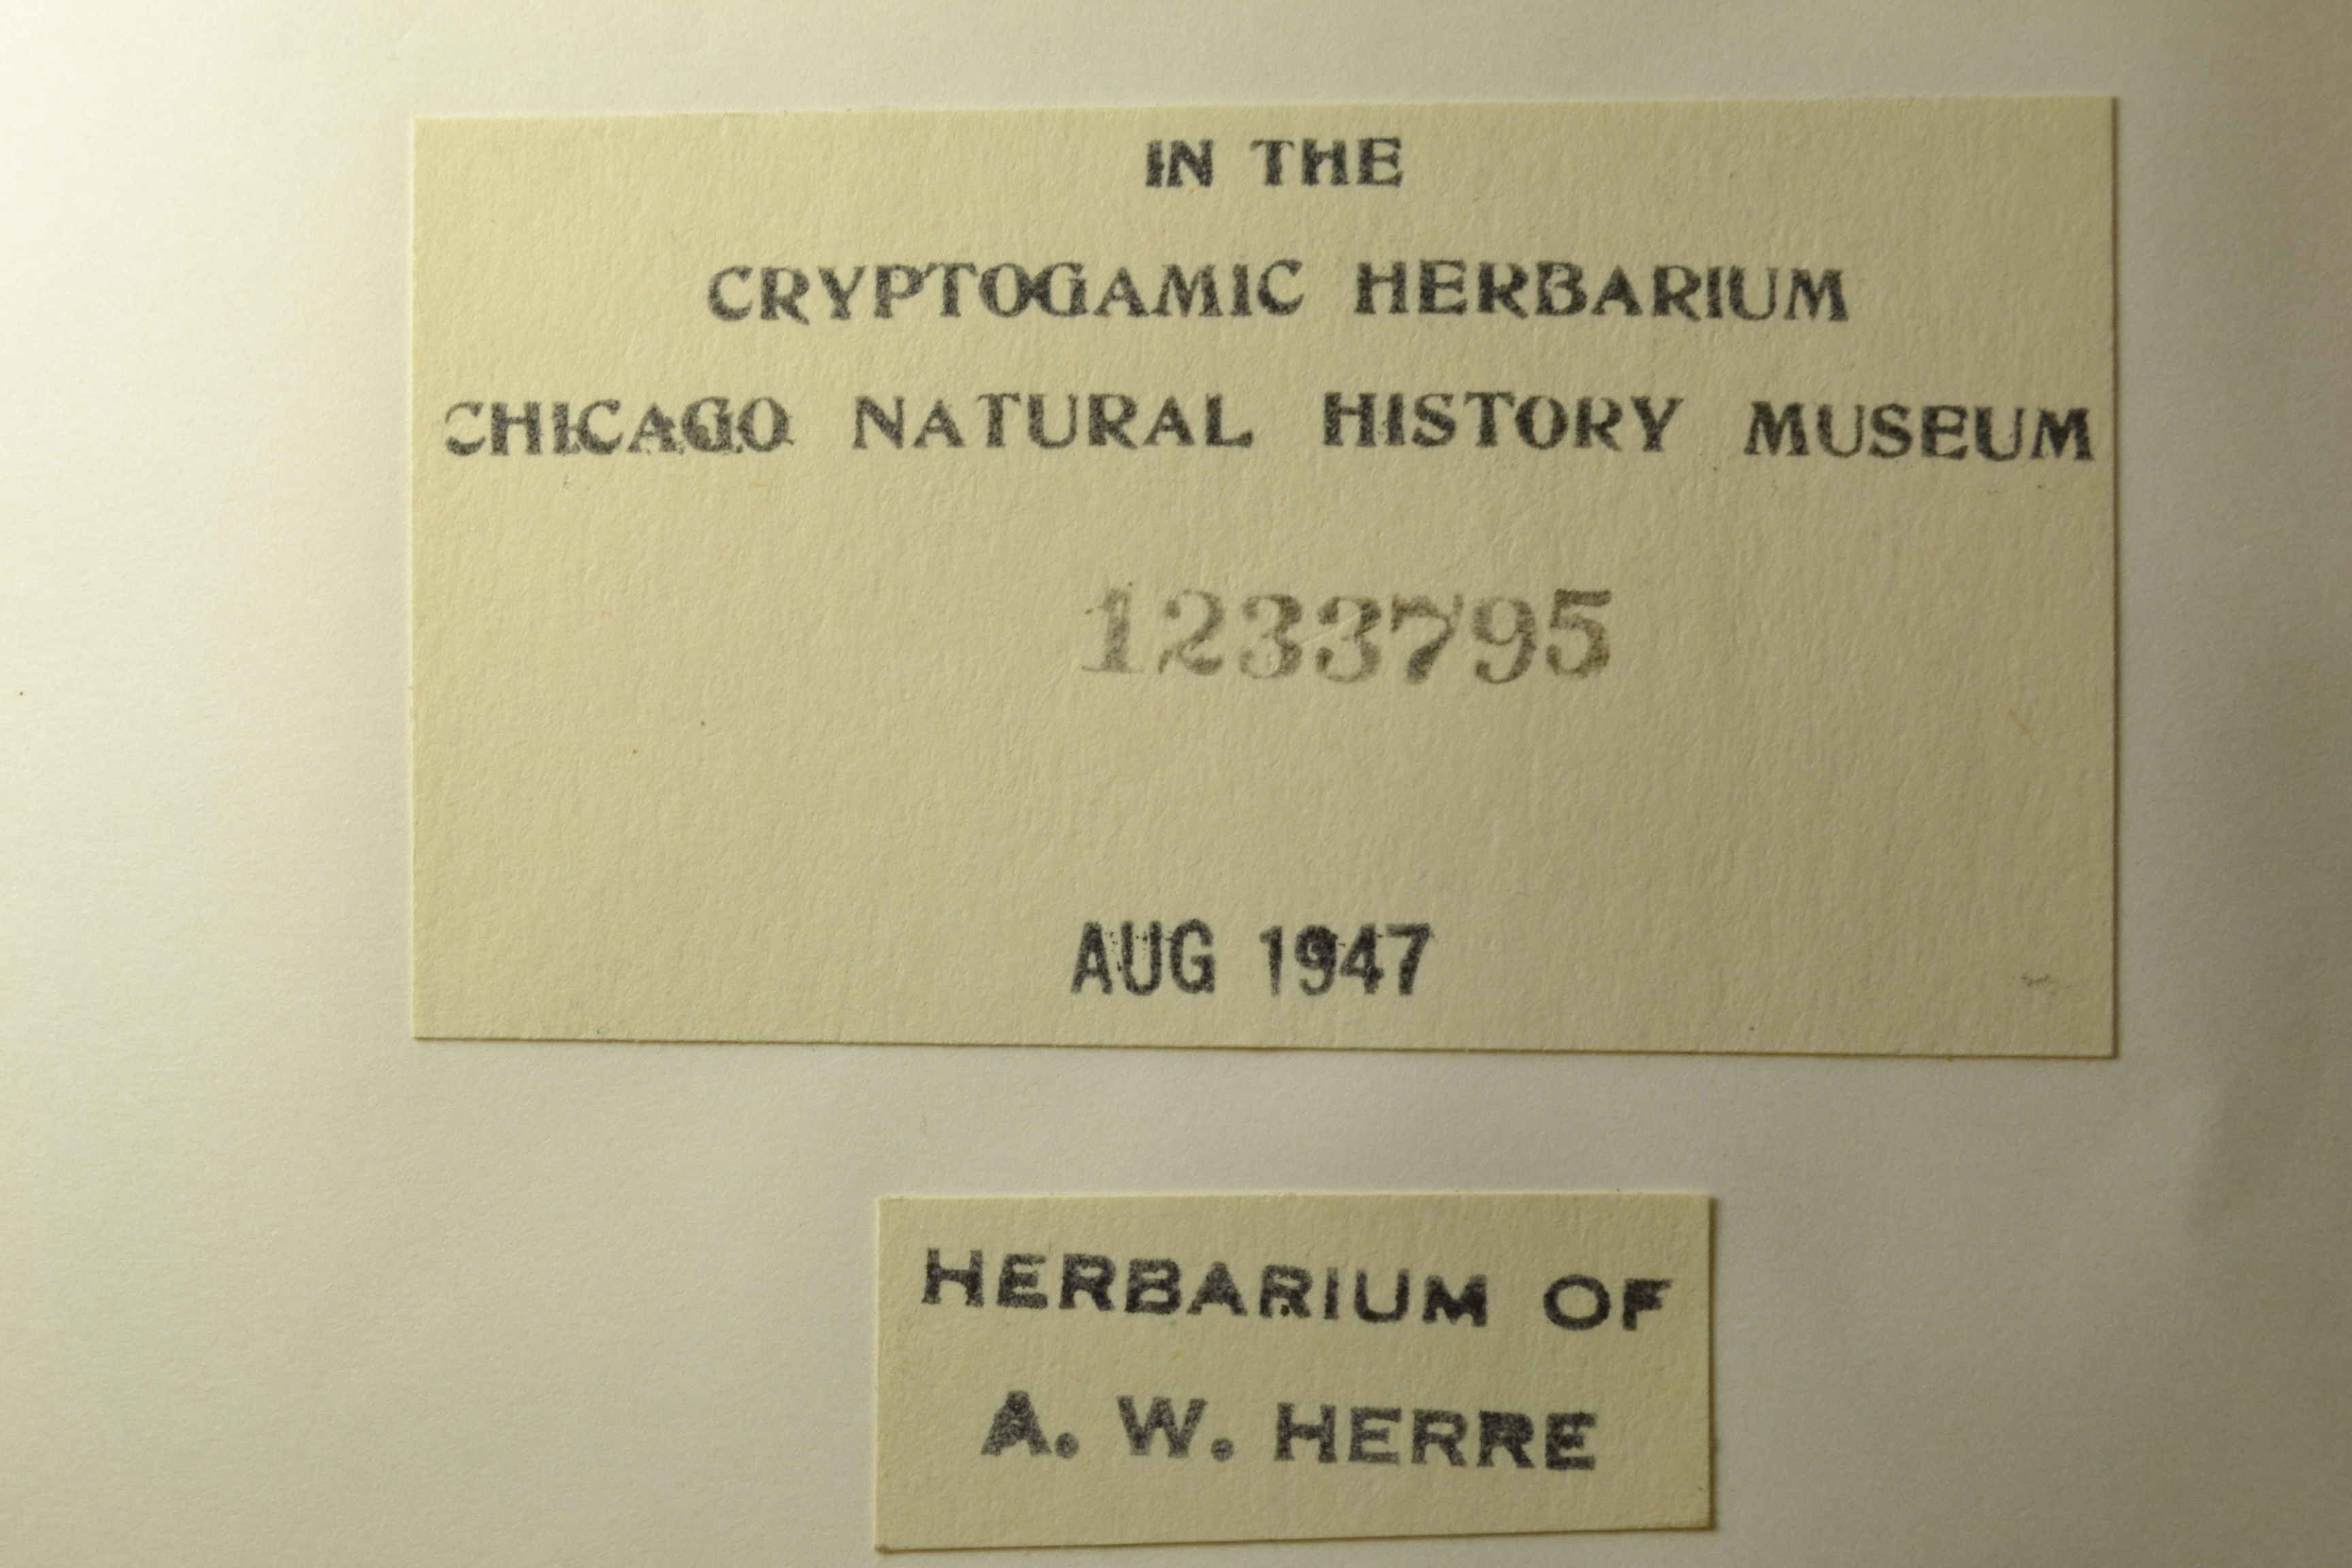 IN THE
CRYPTOGAMIC HERBARIUM
CHICAGO NATURAL HISTORY MUSEUM
1233795
AUG 1947
HERBARIUM OF
A. W. HERRE